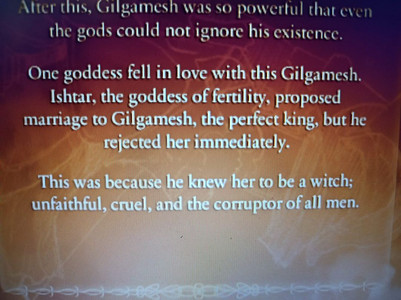 After this, Gilgamesh was so powerful that even
the gods could not ignore his existence.
One goddess fell in love with this Gilgamesh.
Ishtar, the goddess of fertility, proposed
marriage to Gilgamesh, the perfect king, but he
rejected her immediately.
This was because he knew her to be a witch;
unfaithful, cruel, and the corruptor of all men.